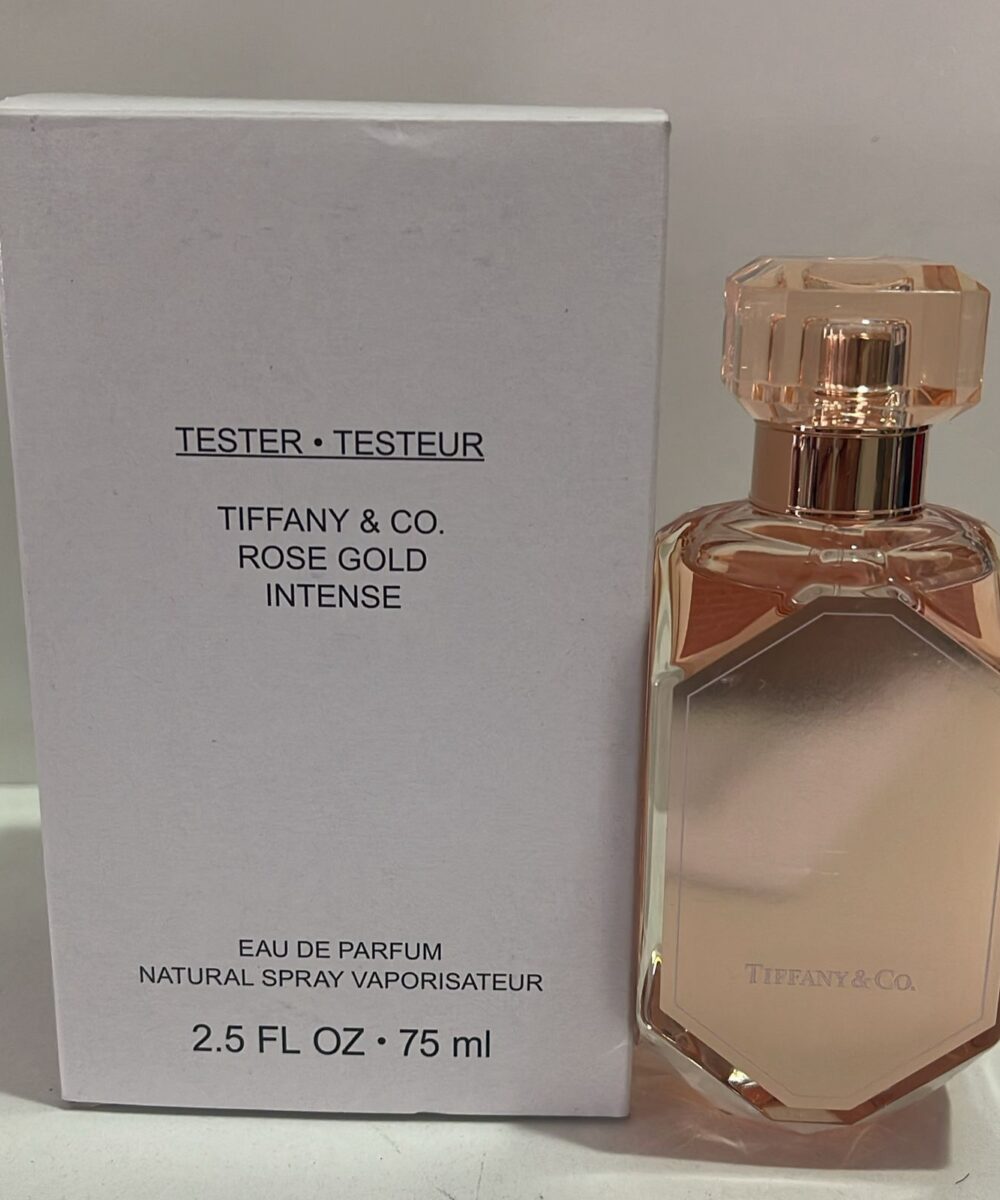 TESTER • TESTEUR
TIFFANY & CO.
ROSE GOLD
INTENSE
EAU DE PARFUM
NATURAL SPRAY VAPORISATEUR
2.5 FL OZ • 75 ml
TIFFANY & CO.